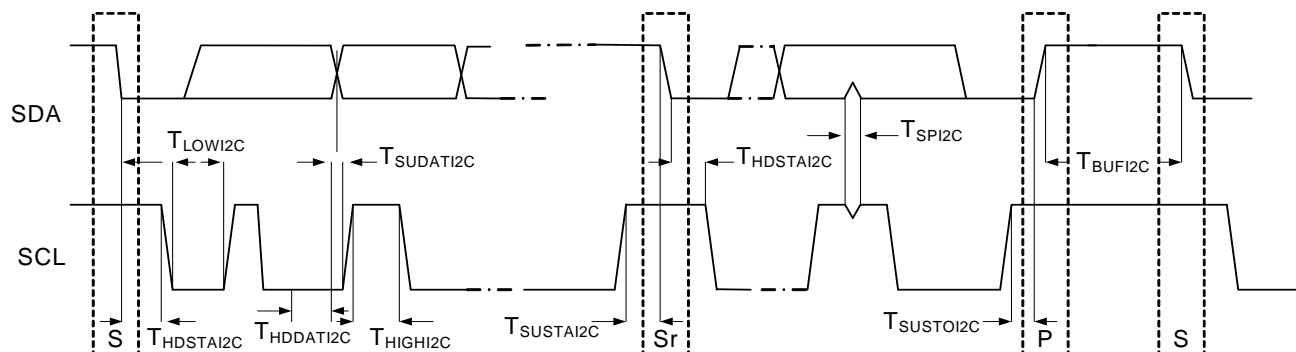 SDA
T_LOWI2C
T_SUDATI2C
T_HDSTAI2C
T_SPI2C
T_BUFI2C
SCL
S
T_HDSTAI2C
T_HDDATI2C
T_HIGHI2C
T_SUSTAI2C
Sr
T_SUSTOI2C
P
S